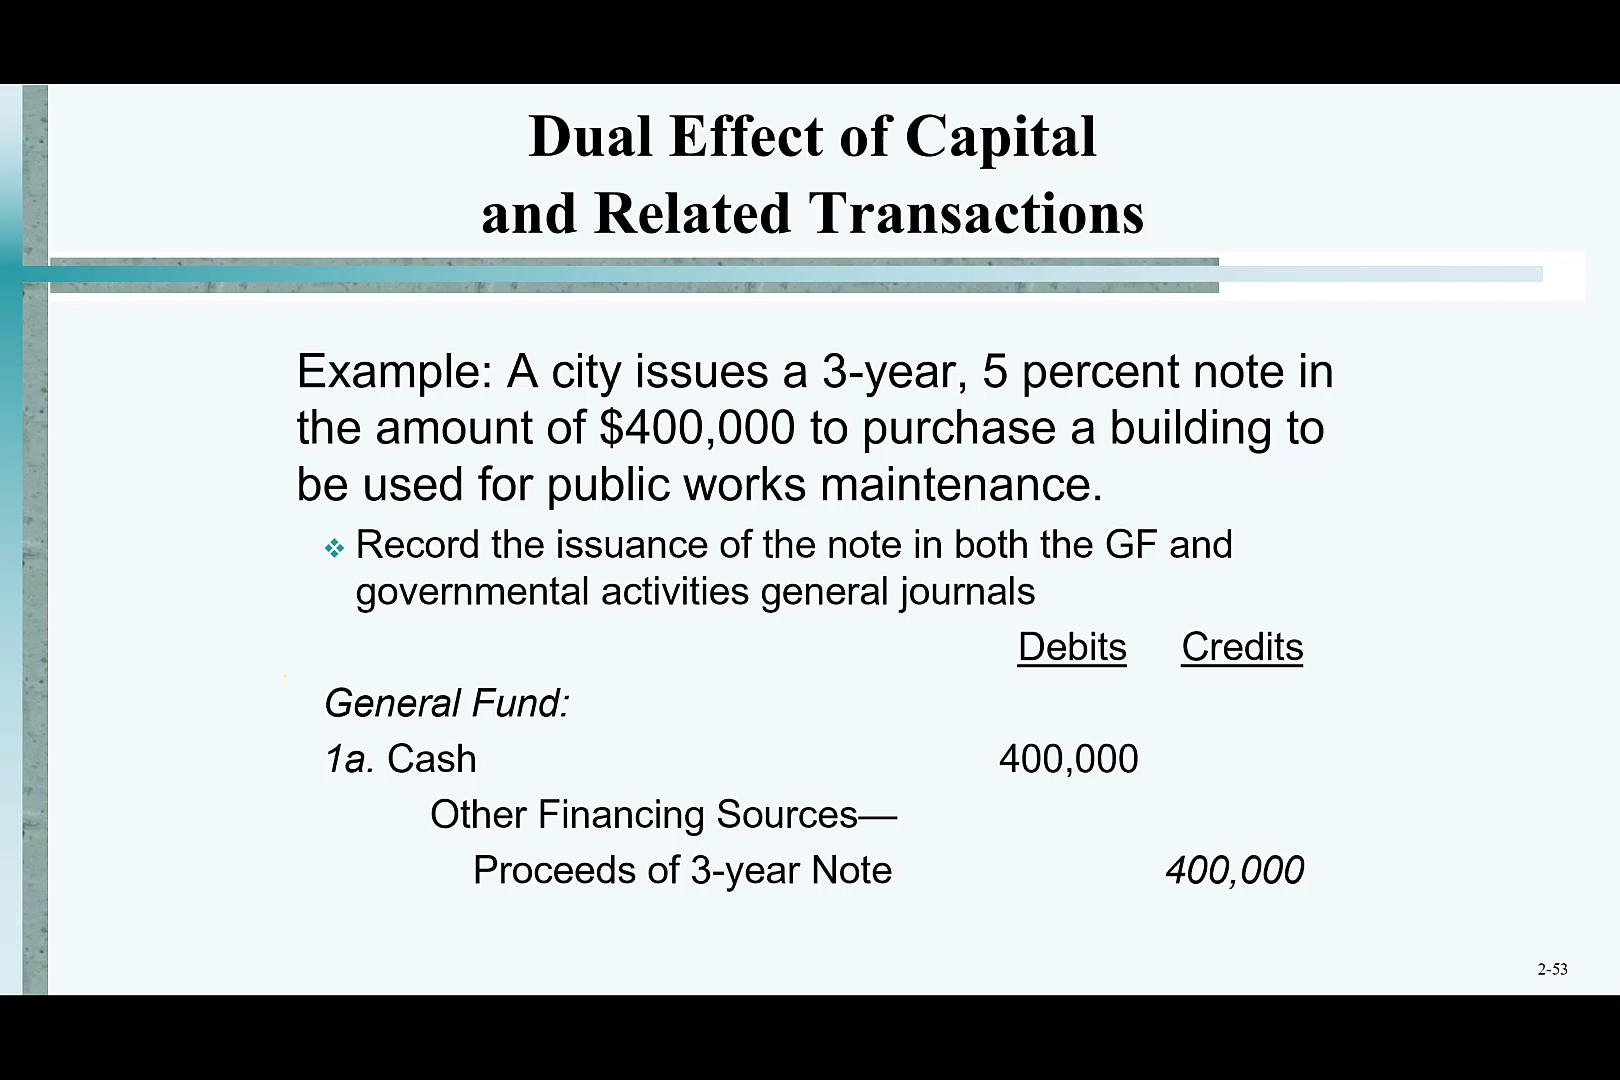 Dual Effect of Capital
and Related Transactions
Example: A city issues a 3-year, 5 percent note in
the amount of $400,000 to purchase a building to
be used for public works maintenance.
❖ Record the issuance of the note in both the GF and
governmental activities general journals
Debits Credits
General Fund:
1a. Cash 400,000
Other Financing Sources—
Proceeds of 3-year Note 400,000
2-53